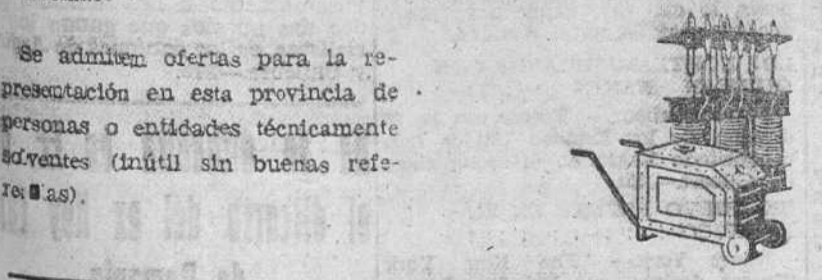 Se admiten ofertas para la re-
presentación en esta provincia de
personas o entidades técnicamente
solventes (inútil sin buenas refe-